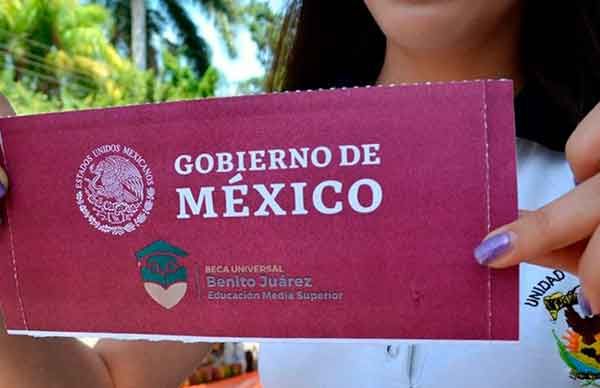 ESTADOS UNIDOS MEXICANOS
GOBIERNO DE
MÉXICO
BECA UNIVERSAL
Benito Juárez
Educación Media Superior
UNIDAD